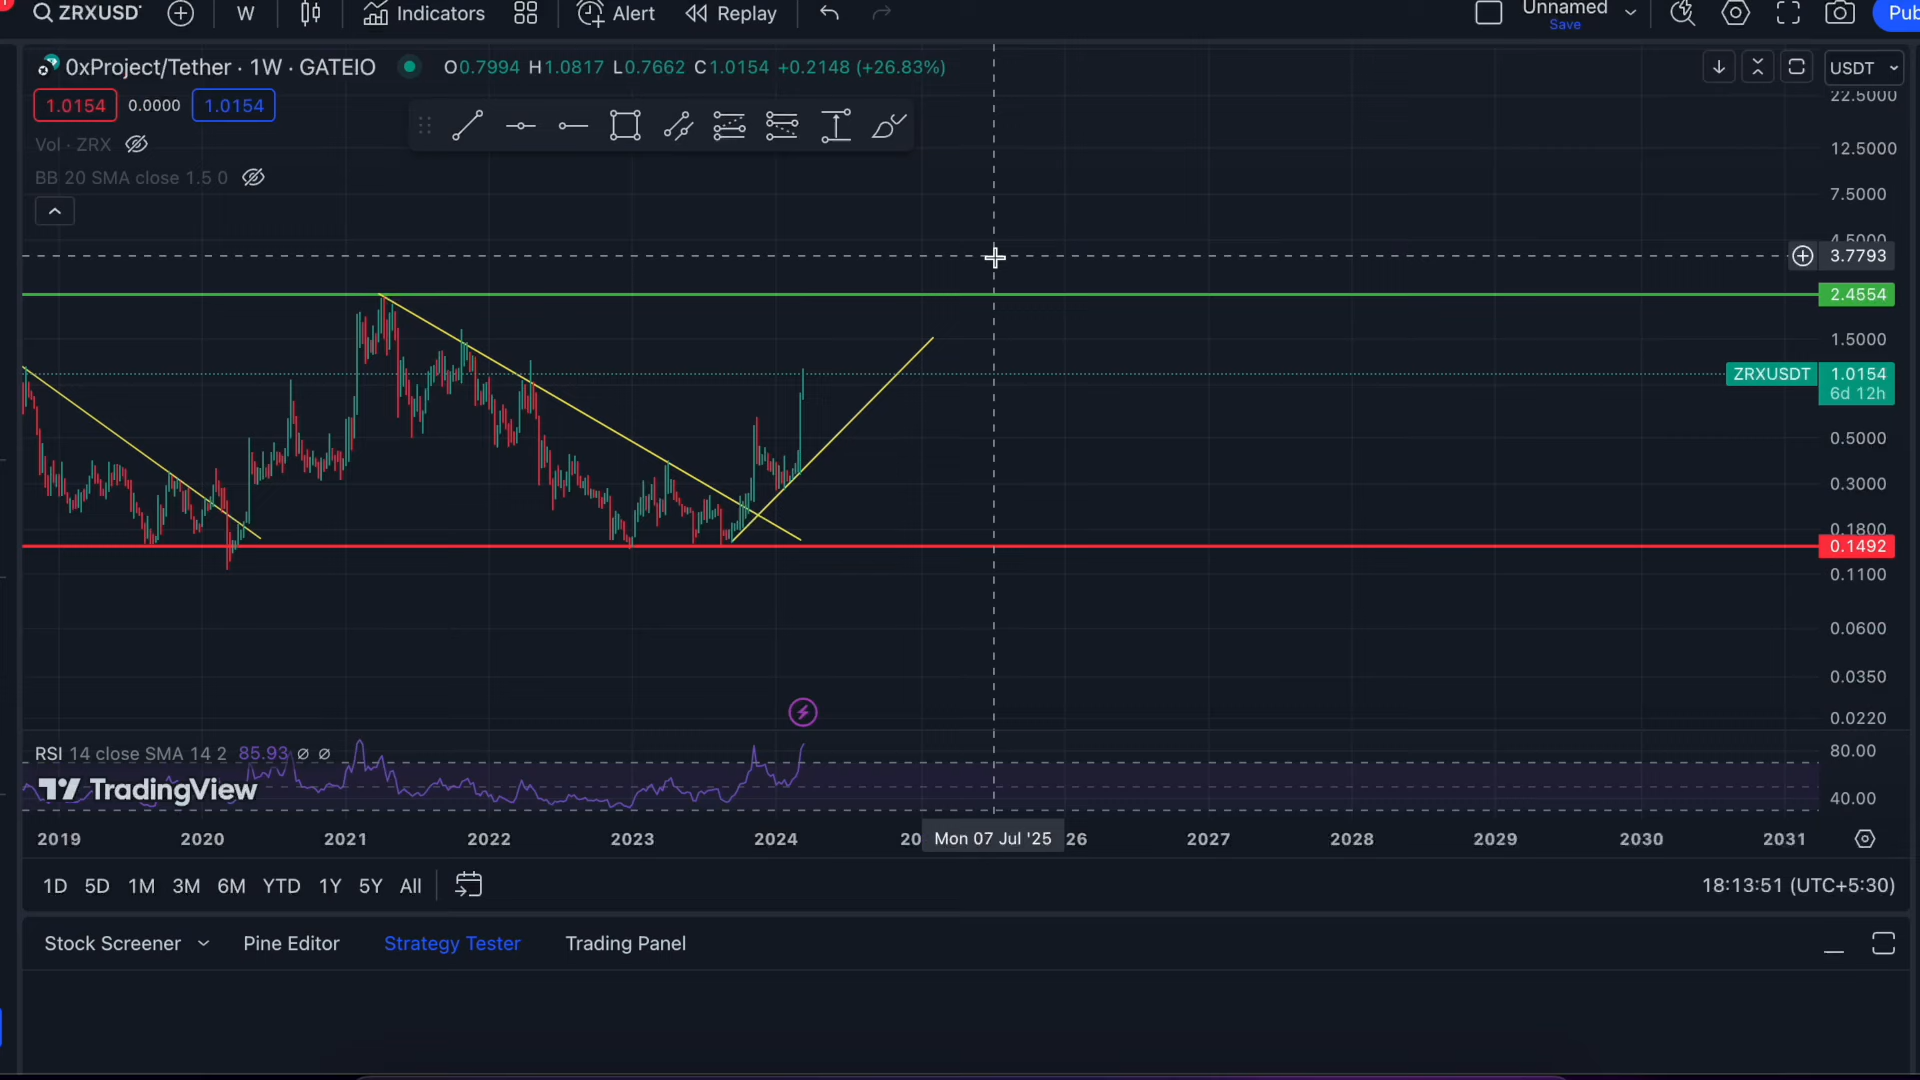 ZRXUSD W Indicators Alert Replay Unnamed Save
0xProject/Tether · 1W · GATEIO O0.7994 H1.0817 L0.7662 C1.0154 +0.2148 (+26.83%) USDT
1.0154 0.0000 1.0154
Vol · ZRX
BB 20 SMA close 1.5 0
22.5000
12.5000
7.5000
3.7793
2.4554
1.5000
ZRXUSDT 1.0154
6d 12h
0.5000
0.3000
0.1800
0.1492
0.1100
0.0600
0.0350
0.0220
RSI 14 close SMA 14 2 85.93 ∅ ∅
80.00
TradingView
40.00
2019 2020 2021 2022 2023 2024 20 Mon 07 Jul '25 26 2027 2028 2029 2030 2031
1D 5D 1M 3M 6M YTD 1Y 5Y All 18:13:51 (UTC+5:30)
Stock Screener Pine Editor Strategy Tester Trading Panel